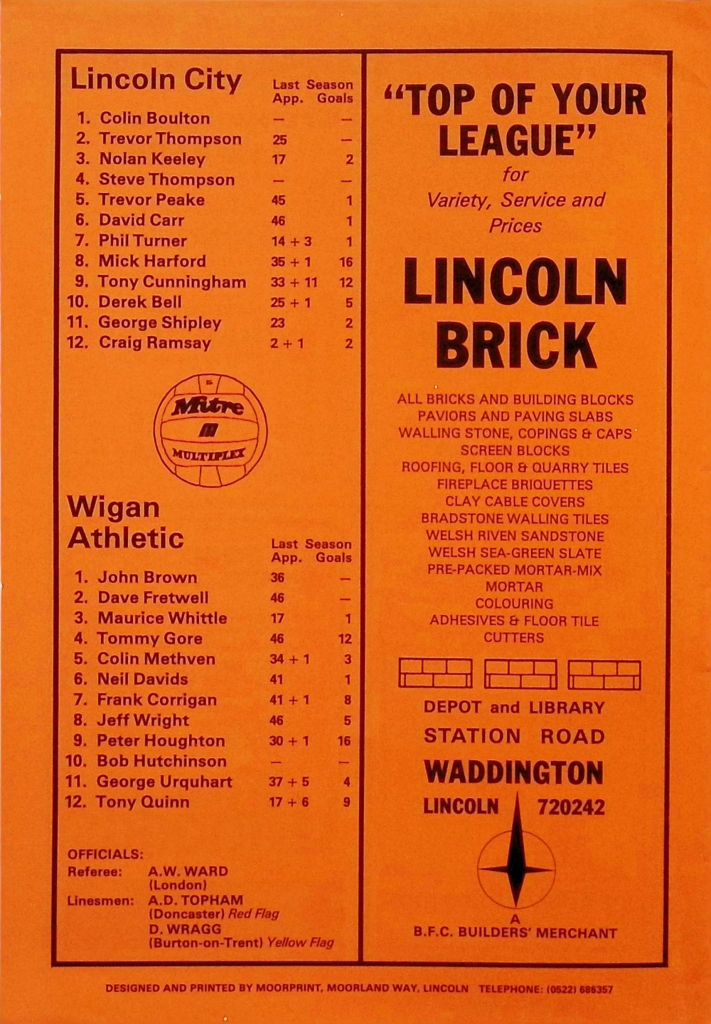 Lincoln City
Last Season
App. Goals
1. Colin Boulton — —
2. Trevor Thompson 25 —
3. Nolan Keeley 17 2
4. Steve Thompson — —
5. Trevor Peake 45 1
6. David Carr 46 1
7. Phil Turner 14 + 3 1
8. Mick Harford 35 + 1 16
9. Tony Cunningham 33 + 11 12
10. Derek Bell 25 + 1 5
11. George Shipley 23 2
12. Craig Ramsay 2 + 1 2
Mitre
MULTIPLEX
Wigan
Athletic
Last Season
App. Goals
1. John Brown 36 —
2. Dave Fretwell 46 —
3. Maurice Whittle 17 1
4. Tommy Gore 46 12
5. Colin Methven 34 + 1 3
6. Neil Davids 41 1
7. Frank Corrigan 41 + 1 8
8. Jeff Wright 46 5
9. Peter Houghton 30 + 1 16
10. Bob Hutchinson — —
11. George Urquhart 37 + 5 4
12. Tony Quinn 17 + 6 9
OFFICIALS:
Referee: A.W. WARD
(London)
Linesmen: A.D. TOPHAM
(Doncaster) Red Flag
D. WRAGG
(Burton-on-Trent) Yellow Flag
“TOP OF YOUR
LEAGUE”
for
Variety, Service and
Prices
LINCOLN
BRICK
ALL BRICKS AND BUILDING BLOCKS
PAVIORS AND PAVING SLABS
WALLING STONE, COPINGS & CAPS
SCREEN BLOCKS
ROOFING, FLOOR & QUARRY TILES
FIREPLACE BRIQUETTES
CLAY CABLE COVERS
BRADSTONE WALLING TILES
WELSH RIVEN SANDSTONE
WELSH SEA-GREEN SLATE
PRE-PACKED MORTAR-MIX
MORTAR
COLOURING
ADHESIVES & FLOOR TILE
CUTTERS
DEPOT and LIBRARY
STATION ROAD
WADDINGTON
LINCOLN 720242
A
B.F.C. BUILDERS' MERCHANT
DESIGNED AND PRINTED BY MOORPRINT, MOORLAND WAY, LINCOLN TELEPHONE: (0522) 686357